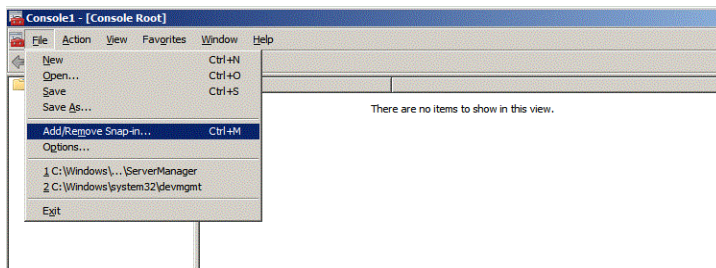 Console1 - [Console Root]
File Action View Favorites Window Help
New Ctrl+N
Open... Ctrl+O
Save Ctrl+S
Save As...
There are no items to show in this view.
Add/Remove Snap-in... Ctrl+M
Options...
1 C:\Windows\...\ServerManager
2 C:\Windows\system32\devmgmt
Exit